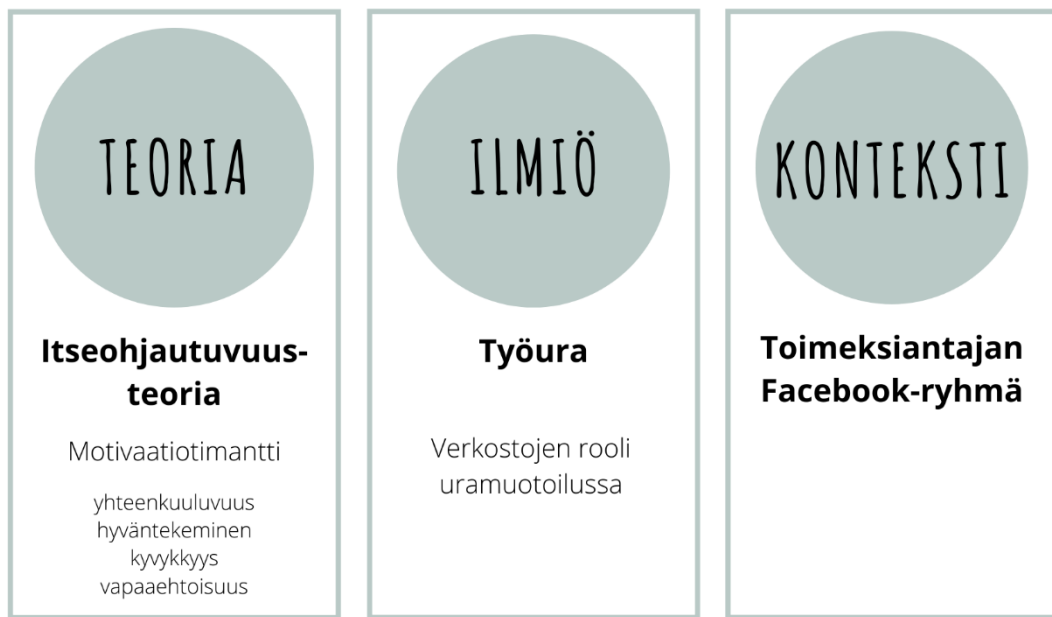 TEORIA
Itseohjautuvuus-
teoria
Motivaatiotimantti
yhteenkuuluvuus
hyväntekeminen
kyvykkyys
vapaaehtoisuus
ILMIÖ
Työura
Verkostojen rooli
uramuotoilussa
KONTEKSTI
Toimeksiantajan
Facebook-ryhmä